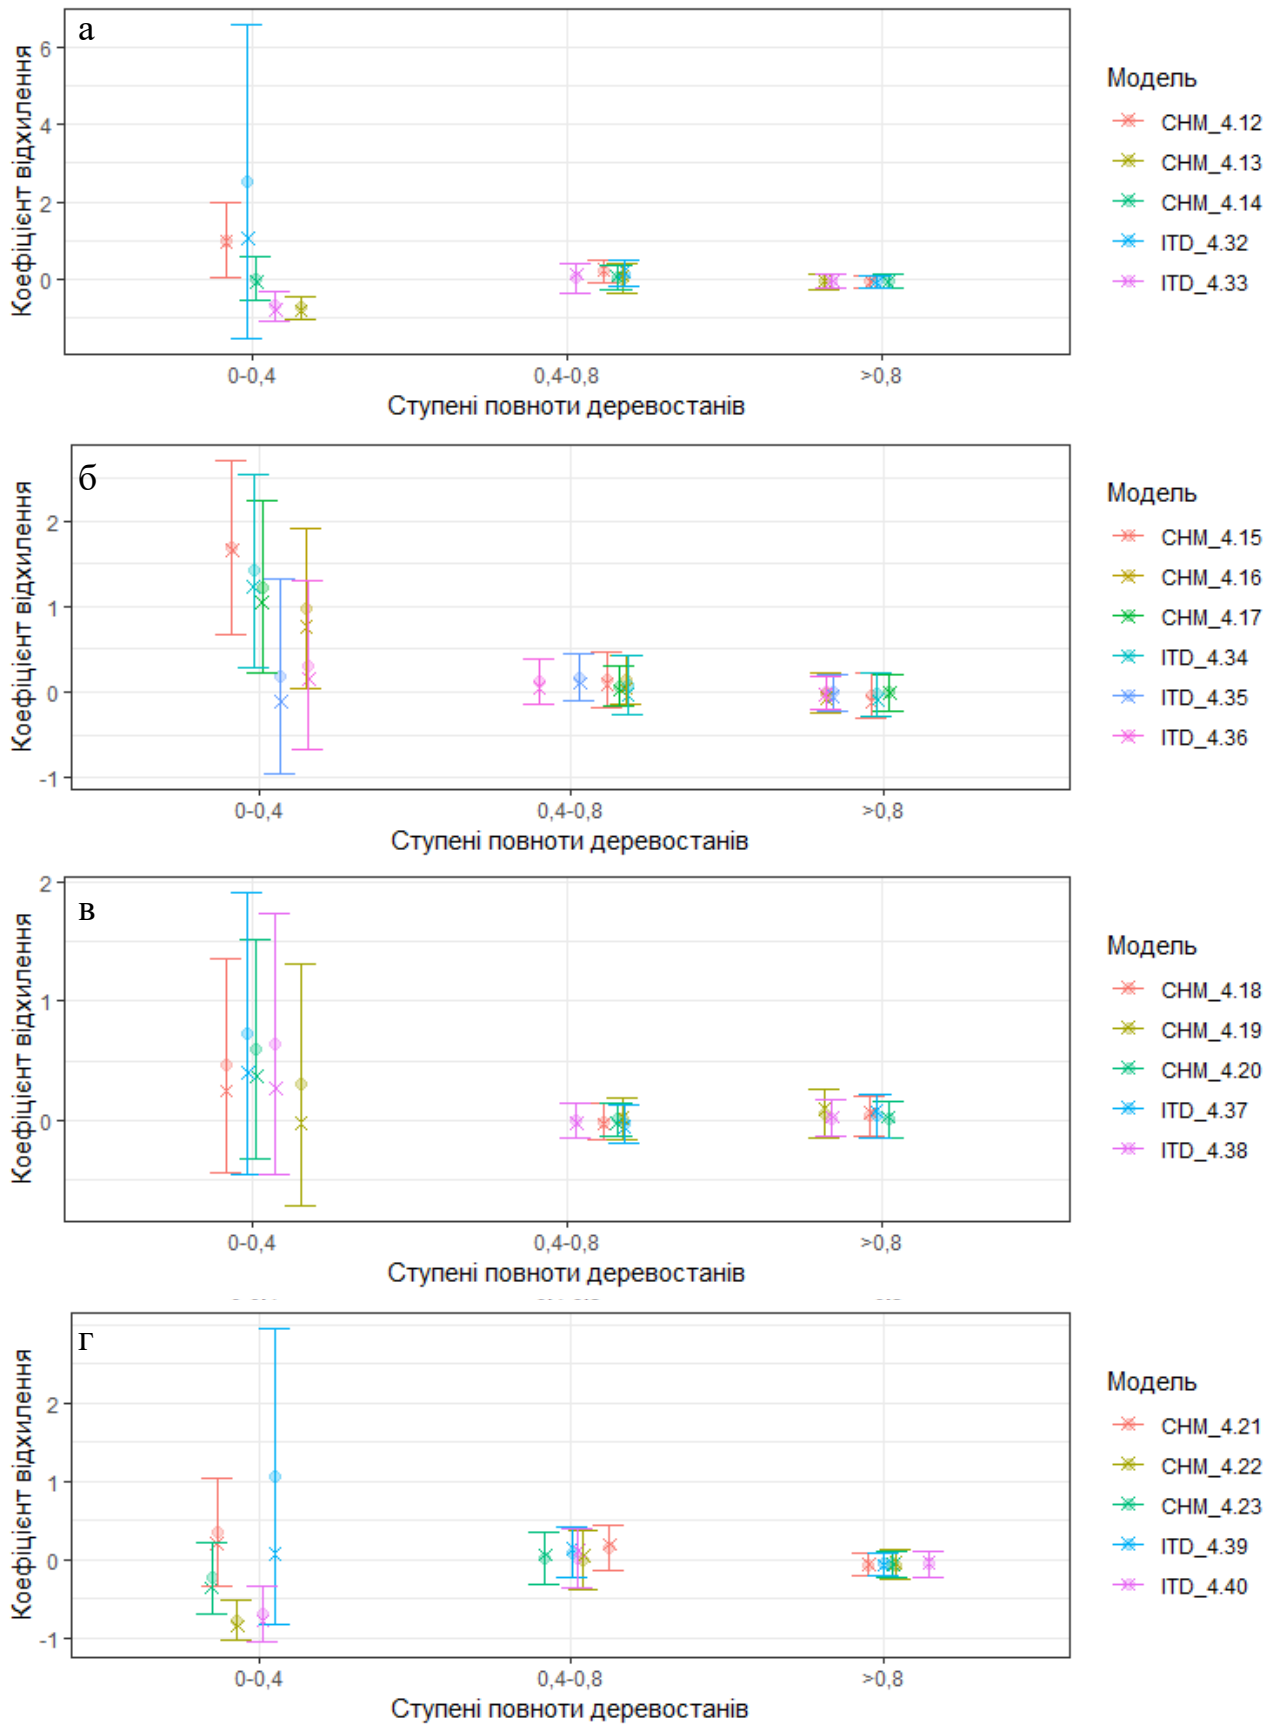 а
Коефіцієнт відхилення
6
4
2
0
0-0,4
0,4-0,8
>0,8
Ступені повноти деревостанів
Модель
CHM_4.12
CHM_4.13
CHM_4.14
ITD_4.32
ITD_4.33
б
Коефіцієнт відхилення
2
1
0
-1
0-0,4
0,4-0,8
>0,8
Ступені повноти деревостанів
Модель
CHM_4.15
CHM_4.16
CHM_4.17
ITD_4.34
ITD_4.35
ITD_4.36
в
Коефіцієнт відхилення
2
1
0
0-0,4
0,4-0,8
>0,8
Ступені повноти деревостанів
Модель
CHM_4.18
CHM_4.19
CHM_4.20
ITD_4.37
ITD_4.38
г
Коефіцієнт відхилення
2
1
0
-1
0-0,4
0,4-0,8
>0,8
Ступені повноти деревостанів
Модель
CHM_4.21
CHM_4.22
CHM_4.23
ITD_4.39
ITD_4.40